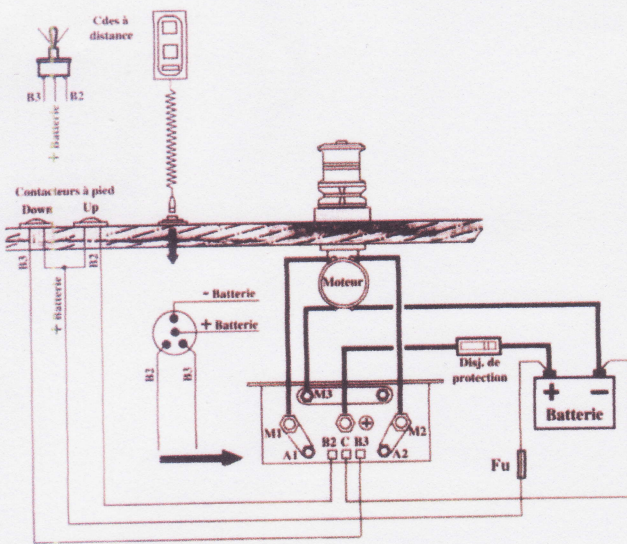 Cdes à
distance
B3
B2
+ Batterie
Contacteurs à pied
Down
Up
B3
B2
+ Batterie
Moteur
- Batterie
+ Batterie
B2
B3
Disj. de
protection
+ -
Batterie
M3
M1
+
M2
B2 C B3
A1
A2
Fu